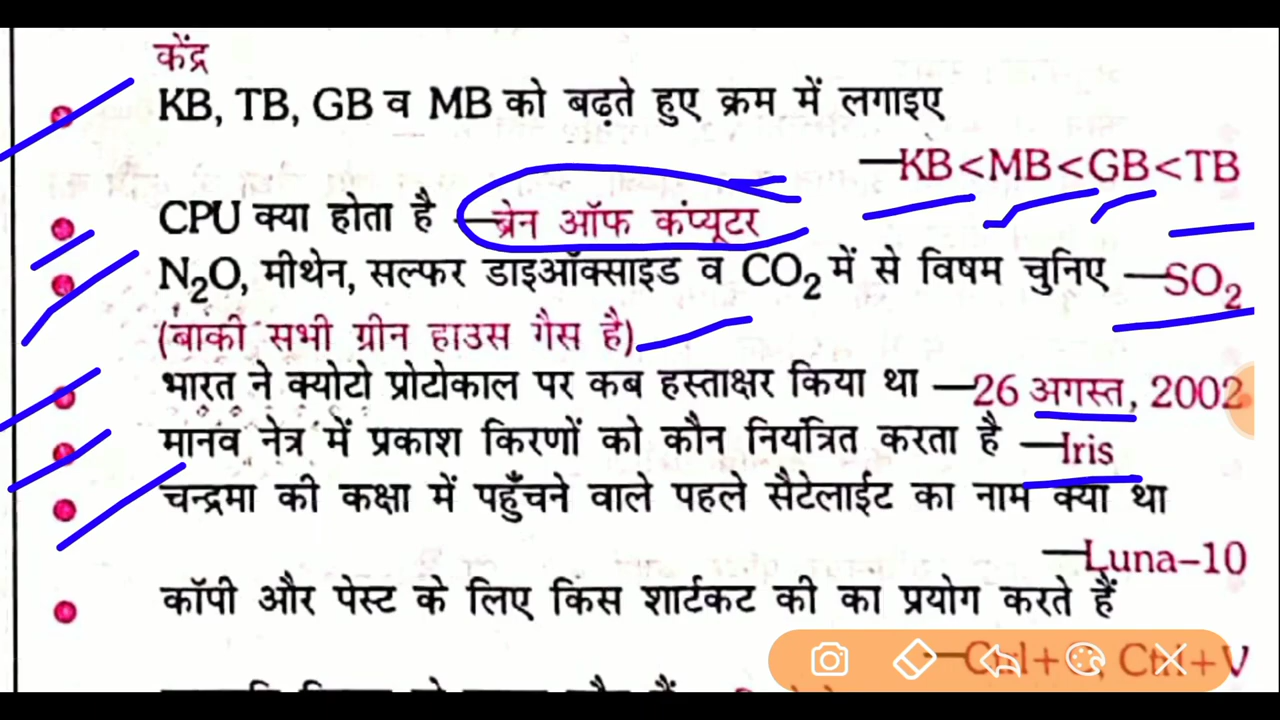 केंद्र
KB, TB, GB व MB को बढ़ते हुए क्रम में लगाइए
—KB<MB<GB<TB
CPU क्या होता है —ब्रेन ऑफ कंप्यूटर
N₂O, मीथेन, सल्फर डाइऑक्साइड व CO₂ में से विषम चुनिए —SO₂
(बाकी सभी ग्रीन हाउस गैस है)
भारत ने क्योटो प्रोटोकाल पर कब हस्ताक्षर किया था —26 अगस्त, 2002
मानव नेत्र में प्रकाश किरणों को कौन नियंत्रित करता है —Iris
चन्द्रमा की कक्षा में पहुँचने वाले पहले सैटेलाईट का नाम क्या था
—Luna–10
कॉपी और पेस्ट के लिए किस शार्टकट की का प्रयोग करते हैं
Ctrl+V